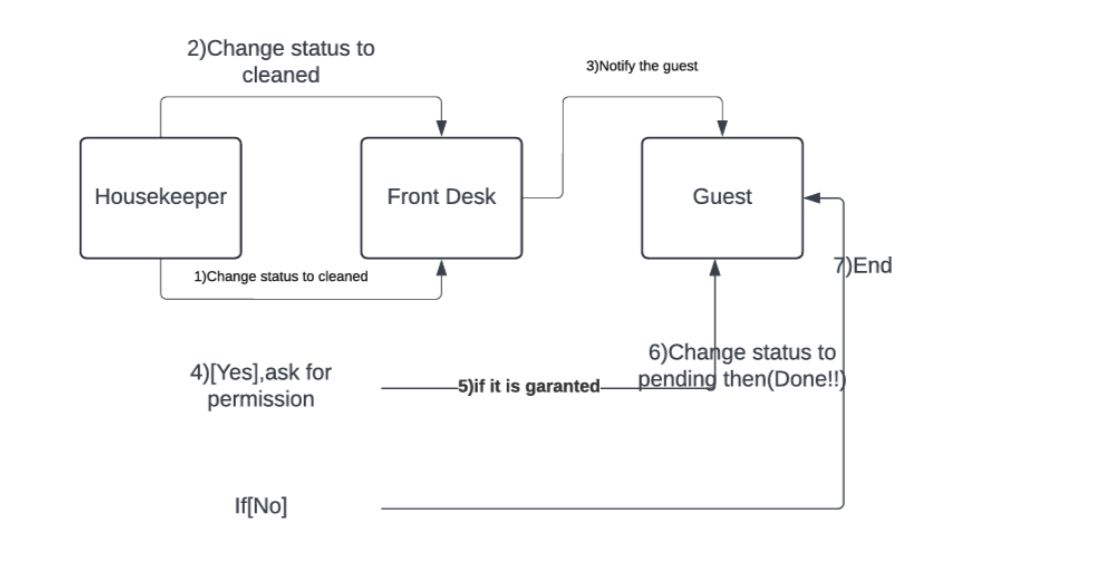 2)Change status to
cleaned
3)Notify the guest
Housekeeper
Front Desk
Guest
1)Change status to cleaned
7)End
4)[Yes],ask for
permission
5)if it is garanted
6)Change status to
pending then(Done!!)
If[No]